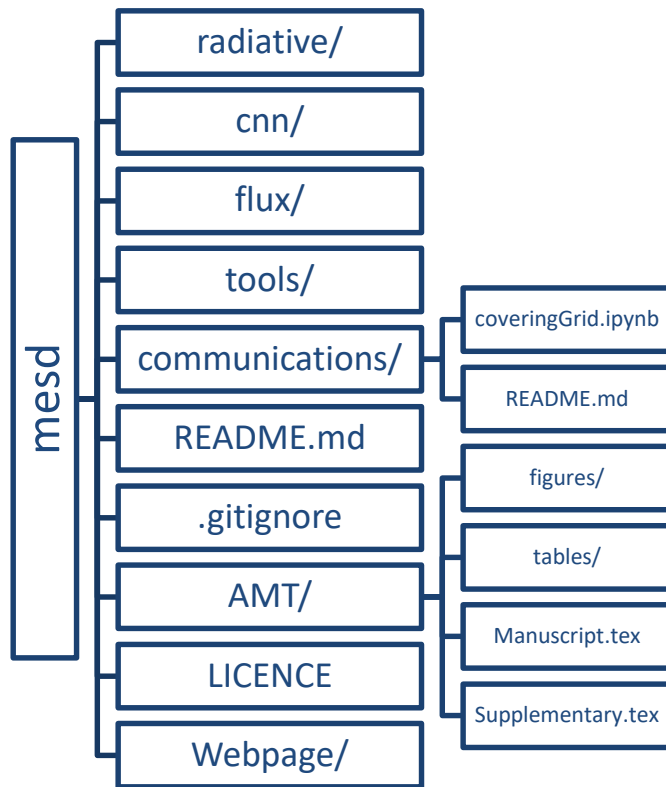 mesd
radiative/
cnn/
flux/
tools/
communications/
coveringGrid.ipynb
README.md
README.md
.gitignore
AMT/
figures/
tables/
Manuscript.tex
Supplementary.tex
LICENCE
Webpage/